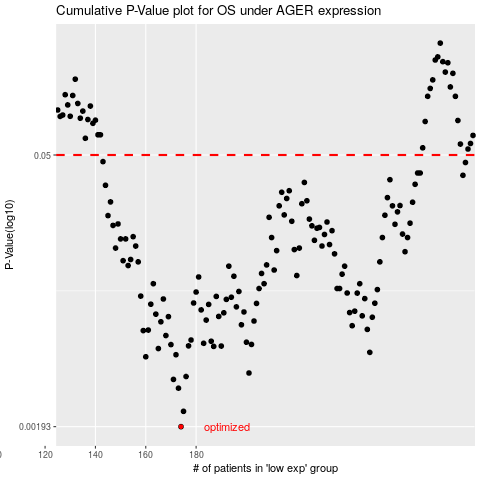 Cumulative P-Value plot for OS under AGER expression
P-Value(log10)
0.05
0.00193
optimized
0 120 140 160 180
# of patients in 'low exp' group